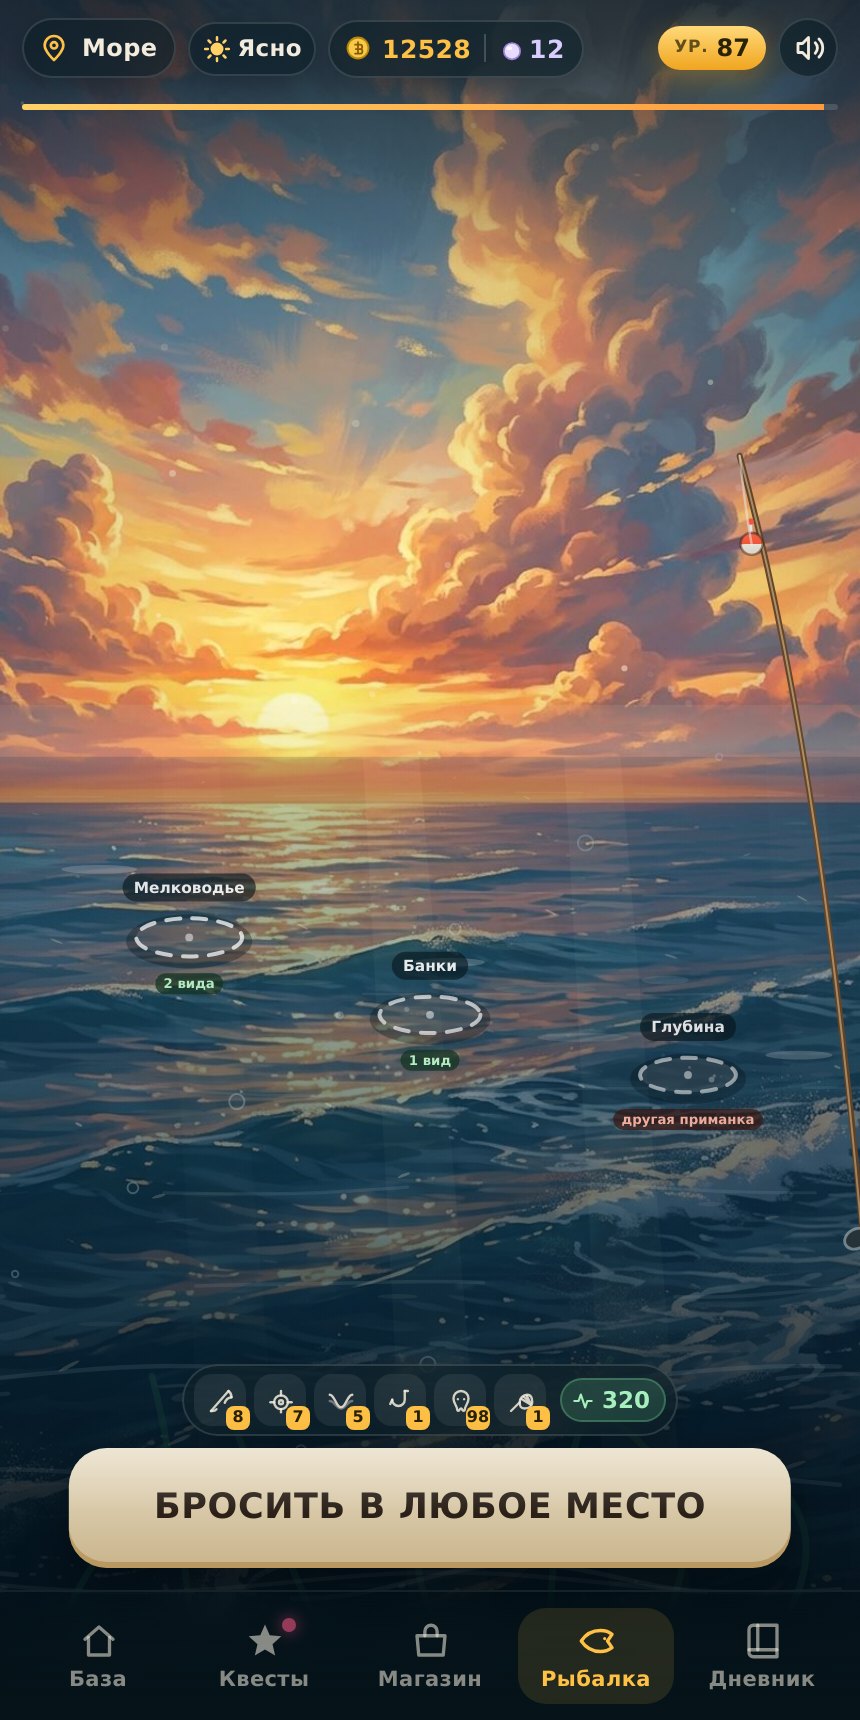 Море
Ясно
12528
12
УР. 87
Мелководье
2 вида
Банки
1 вид
Глубина
другая приманка
8
7
5
1
98
1
320
БРОСИТЬ В ЛЮБОЕ МЕСТО
База
Квесты
Магазин
Рыбалка
Дневник